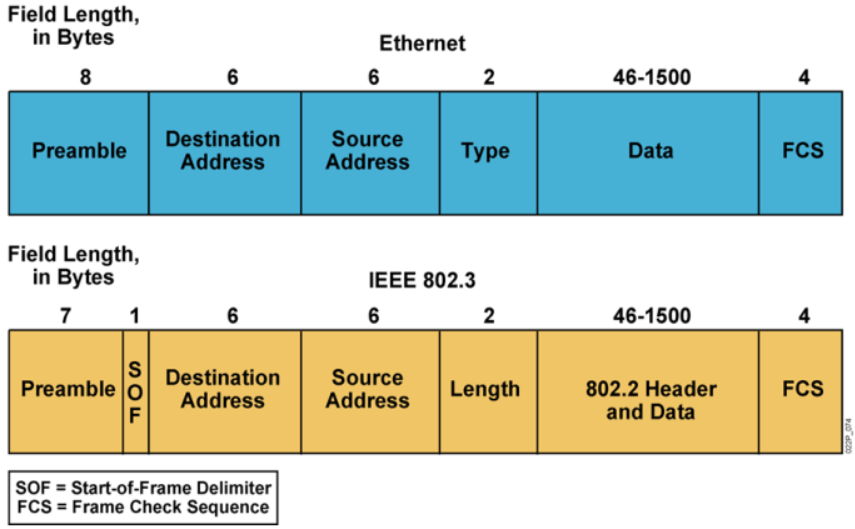 Field Length,
in Bytes
Ethernet
8 6 6 2 46-1500 4
Preamble
Destination
Address
Source
Address
Type
Data
FCS
Field Length,
in Bytes
IEEE 802.3
7 1 6 6 2 46-1500 4
Preamble
S
O
F
Destination
Address
Source
Address
Length
802.2 Header
and Data
FCS
022P_074
SOF = Start-of-Frame Delimiter
FCS = Frame Check Sequence